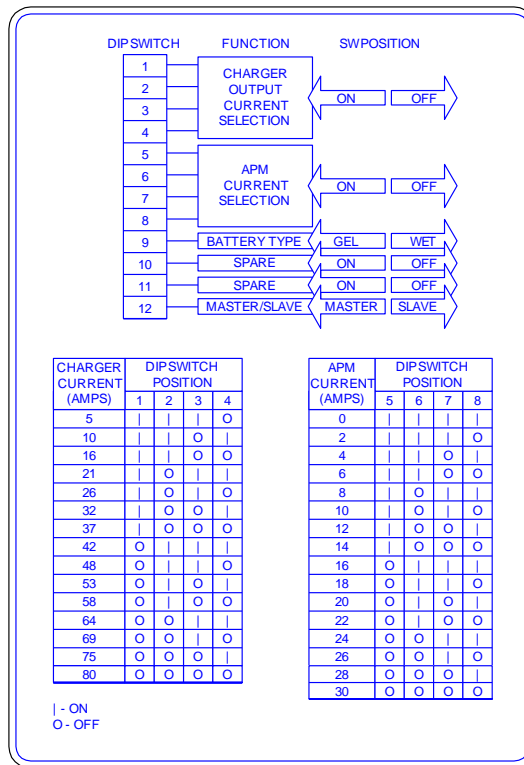 DIPSWITCH FUNCTION SWPOSITION
1
2
3
4
CHARGER
OUTPUT
CURRENT
SELECTION
ON OFF
5
6
7
8
APM
CURRENT
SELECTION
ON OFF
9 BATTERY TYPE GEL WET
10 SPARE ON OFF
11 SPARE ON OFF
12 MASTER/SLAVE MASTER SLAVE
CHARGER DIPSWITCH
CURRENT POSITION
(AMPS) 1 2 3 4
5 | | | O
10 | | O |
16 | | O O
21 | O | |
26 | O | O
32 | O O |
37 | O O O
42 O | | |
48 O | | O
53 O | O |
58 O | O O
64 O O | |
69 O O | O
75 O O O |
80 O O O O
APM DIPSWITCH
CURRENT POSITION
(AMPS) 5 6 7 8
0 | | | |
2 | | | O
4 | | O |
6 | | O O
8 | O | |
10 | O | O
12 | O O |
14 | O O O
16 O | | |
18 O | | O
20 O | O |
22 O | O O
24 O O | |
26 O O | O
28 O O O |
30 O O O O
| - ON
O - OFF